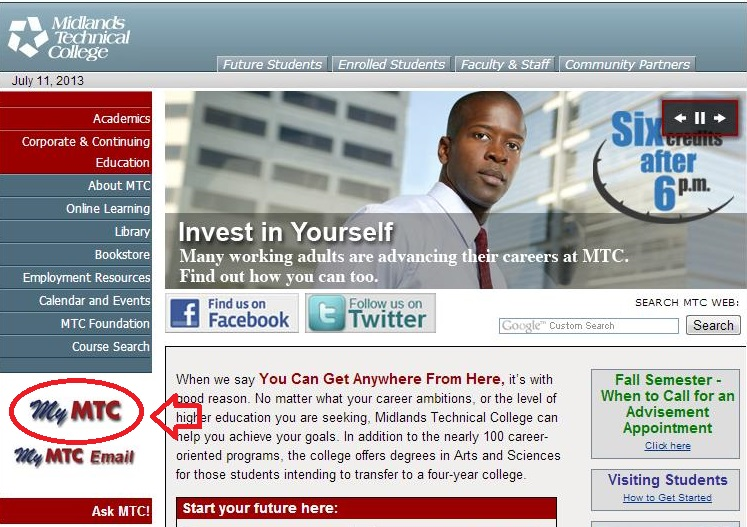 Midlands
Technical
College
Future Students
Enrolled Students
Faculty & Staff
Community Partners
July 11, 2013
Academics
Corporate & Continuing
Education
About MTC
Online Learning
Library
Bookstore
Employment Resources
Calendar and Events
MTC Foundation
Course Search
My MTC
My MTC Email
Ask MTC!
Six
credits
after
6 p.m.
Invest in Yourself
Many working adults are advancing their careers at MTC.
Find out how you can too.
Find us on
Facebook
Follow us on
Twitter
SEARCH MTC WEB:
Google™ Custom Search
Search
When we say You Can Get Anywhere From Here, it's with
good reason. No matter what your career ambitions, or the level of
higher education you are seeking, Midlands Technical College can
help you achieve your goals. In addition to the nearly 100 career-
oriented programs, the college offers degrees in Arts and Sciences
for those students intending to transfer to a four-year college.
Start your future here:
Fall Semester -
When to Call for an
Advisement
Appointment
Click here
Visiting Students
How to Get Started